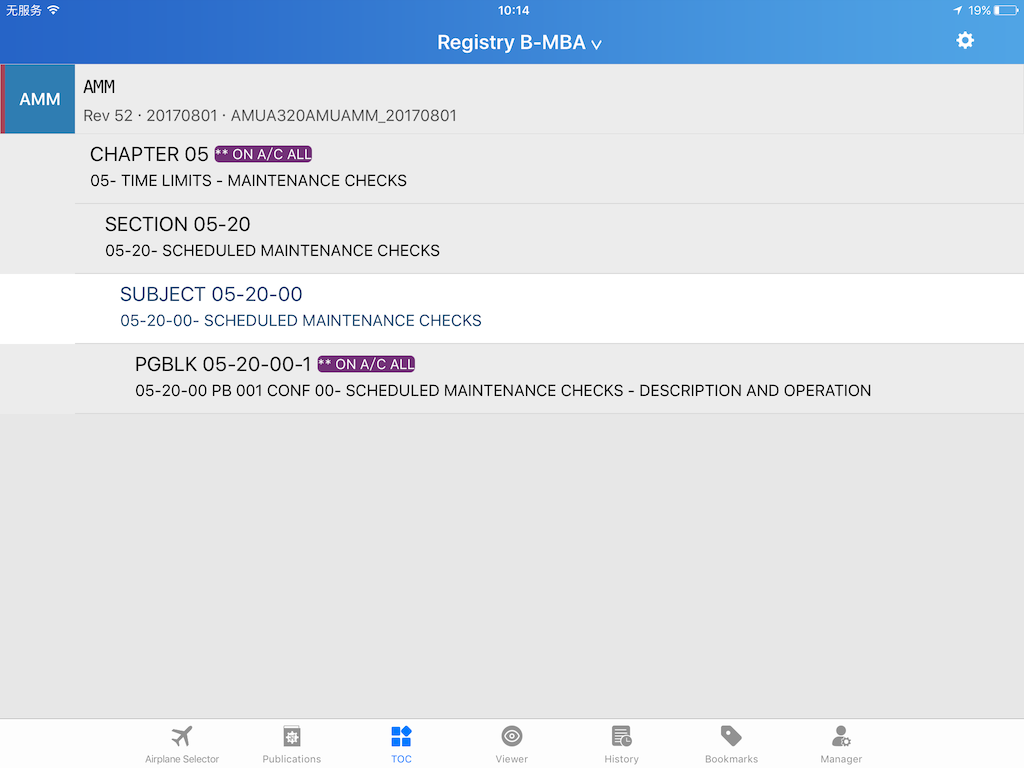 无服务 10:14 19%
Registry B-MBA
AMM
AMM
Rev 52 · 20170801 · AMUA320AMUAMM_20170801
CHAPTER 05 ** ON A/C ALL
05- TIME LIMITS - MAINTENANCE CHECKS
SECTION 05-20
05-20- SCHEDULED MAINTENANCE CHECKS
SUBJECT 05-20-00
05-20-00- SCHEDULED MAINTENANCE CHECKS
PGBLK 05-20-00-1 ** ON A/C ALL
05-20-00 PB 001 CONF 00- SCHEDULED MAINTENANCE CHECKS - DESCRIPTION AND OPERATION
Airplane Selector Publications TOC Viewer History Bookmarks Manager